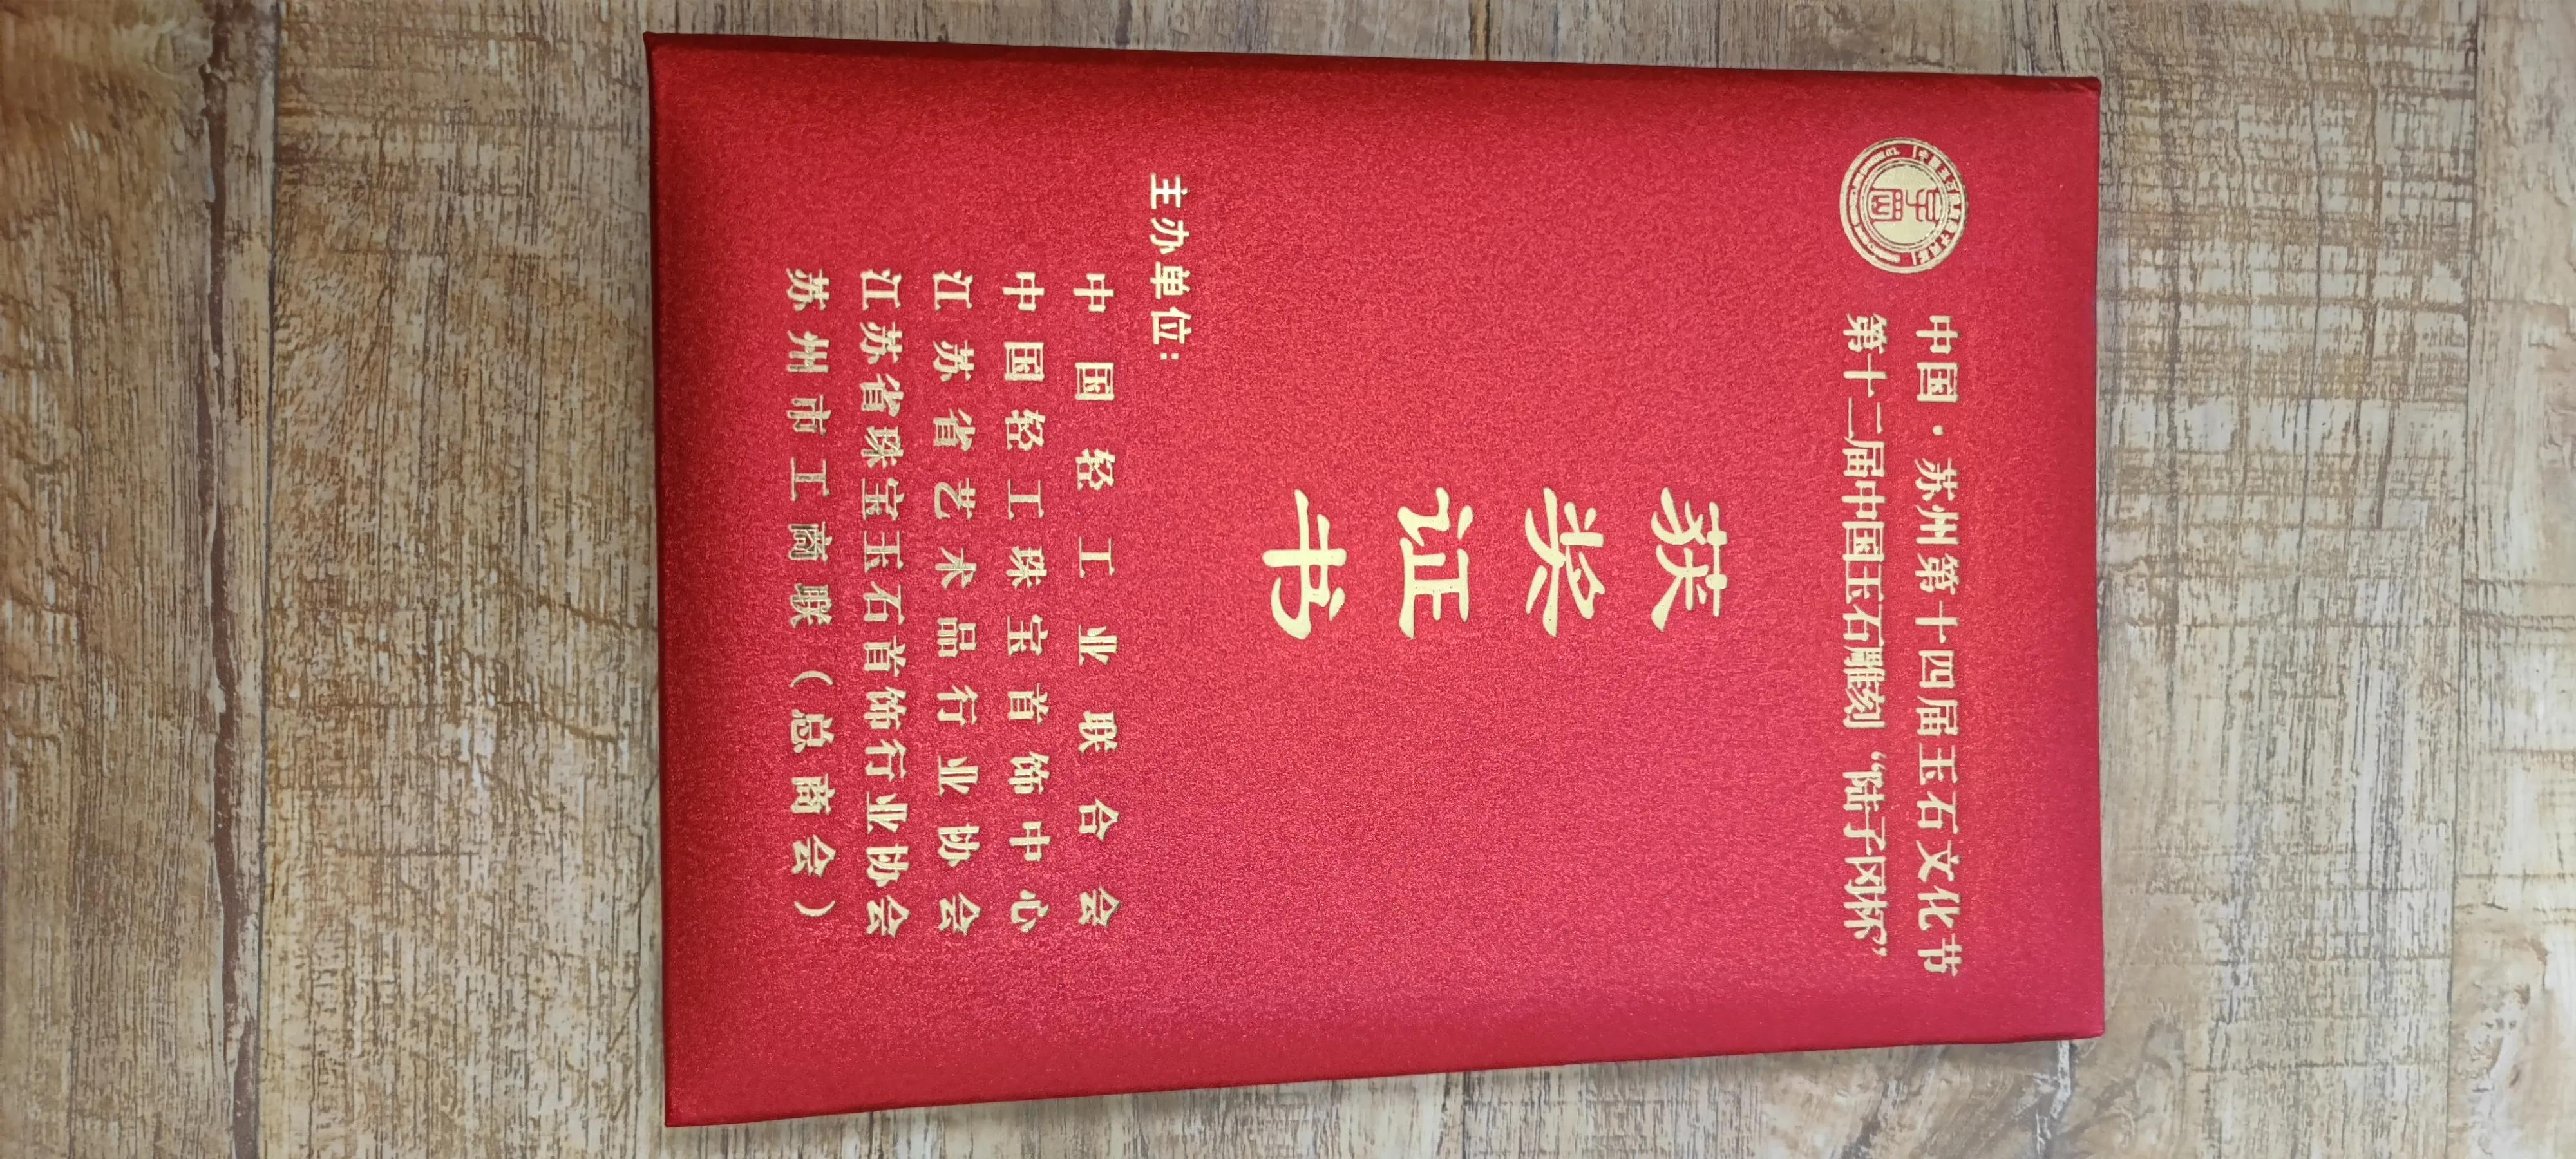 中国·苏州第十四届玉石文化节
第十二届中国玉石雕刻“陆子冈杯”
获奖证书
主办单位：
中国轻工业联合会
中国轻工珠宝首饰中心
江苏省艺术品行业协会
江苏省珠宝玉石首饰行业协会
苏州市工商联（总商会）